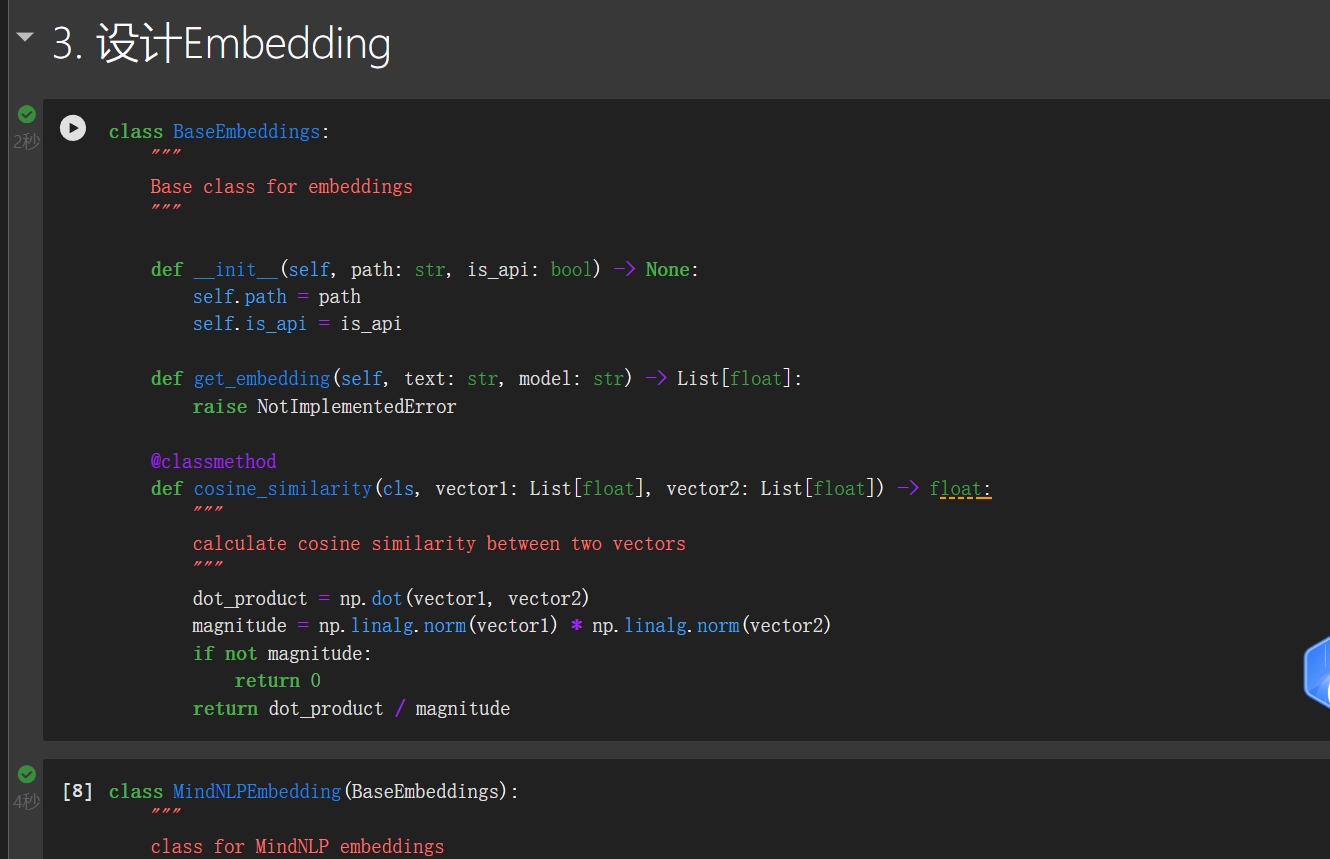 3. 设计Embedding
2秒
class BaseEmbeddings:
"""
Base class for embeddings
"""
def __init__(self, path: str, is_api: bool) -> None:
self.path = path
self.is_api = is_api
def get_embedding(self, text: str, model: str) -> List[float]:
raise NotImplementedError
@classmethod
def cosine_similarity(cls, vector1: List[float], vector2: List[float]) -> float:
"""
calculate cosine similarity between two vectors
"""
dot_product = np.dot(vector1, vector2)
magnitude = np.linalg.norm(vector1) * np.linalg.norm(vector2)
if not magnitude:
return 0
return dot_product / magnitude
4秒
[8] class MindNLPEmbedding(BaseEmbeddings):
"""
class for MindNLP embeddings